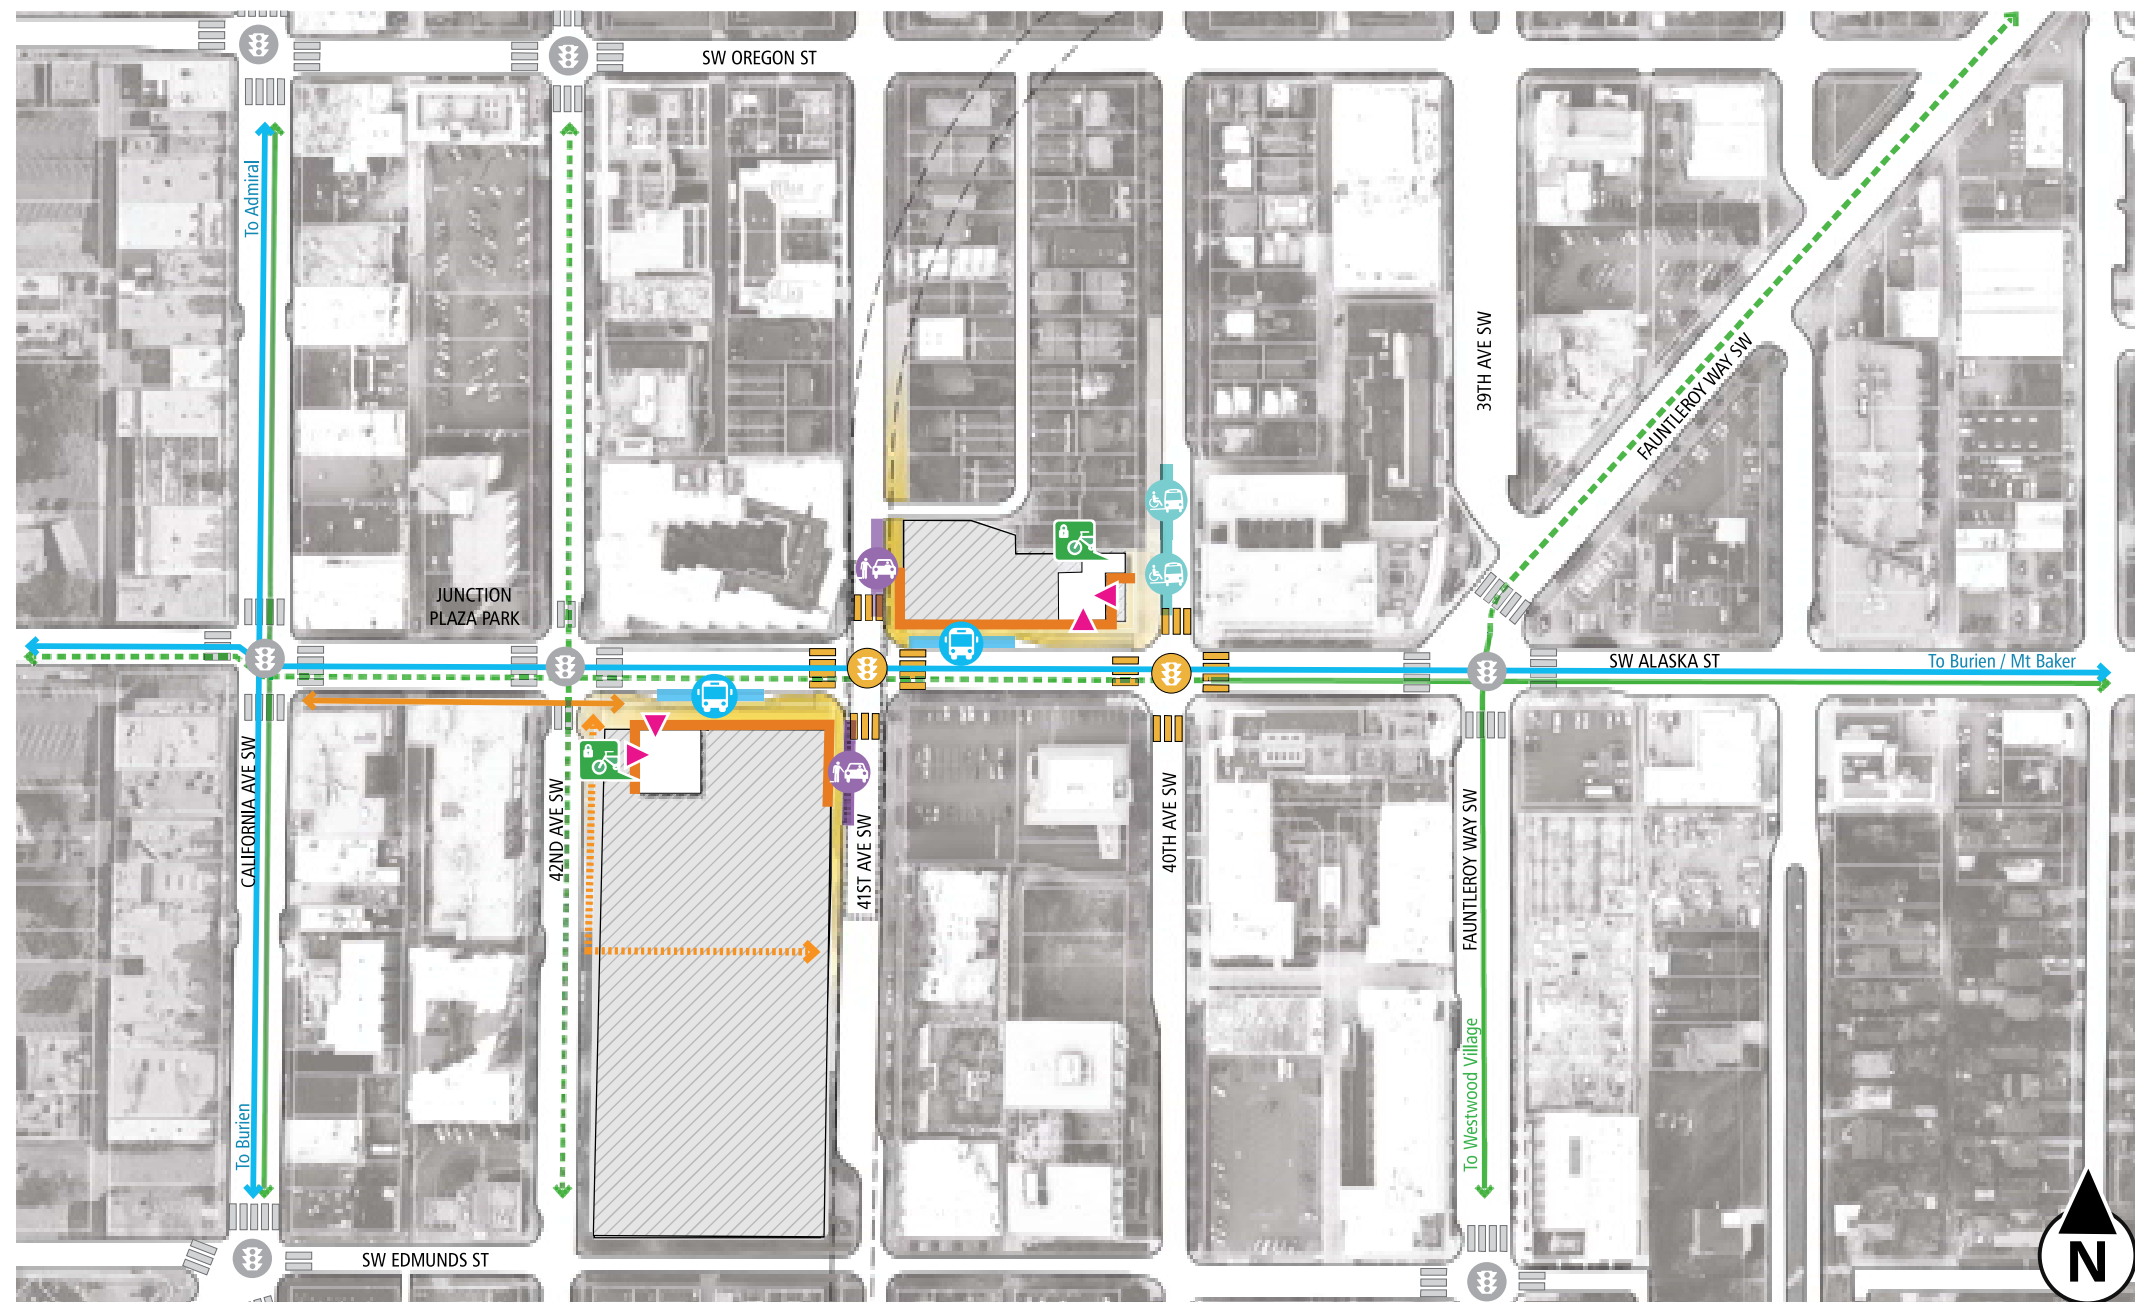 SW OREGON ST
To Admiral
39TH AVE SW
FAUNTLEROY WAY SW
JUNCTION
PLAZA PARK
SW ALASKA ST
To Burien / Mt Baker
CALIFORNIA AVE SW
42ND AVE SW
41ST AVE SW
40TH AVE SW
FAUNTLEROY WAY SW
To Burien
To Westwood Village
SW EDMUNDS ST
N